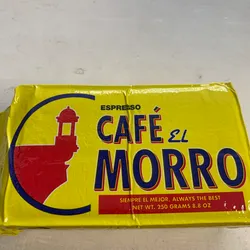 ESPRESSO
CAFÉ EL
MORRO
SIEMPRE EL MEJOR. ALWAYS THE BEST
NET WT. 250 GRAMS 8.8 OZ